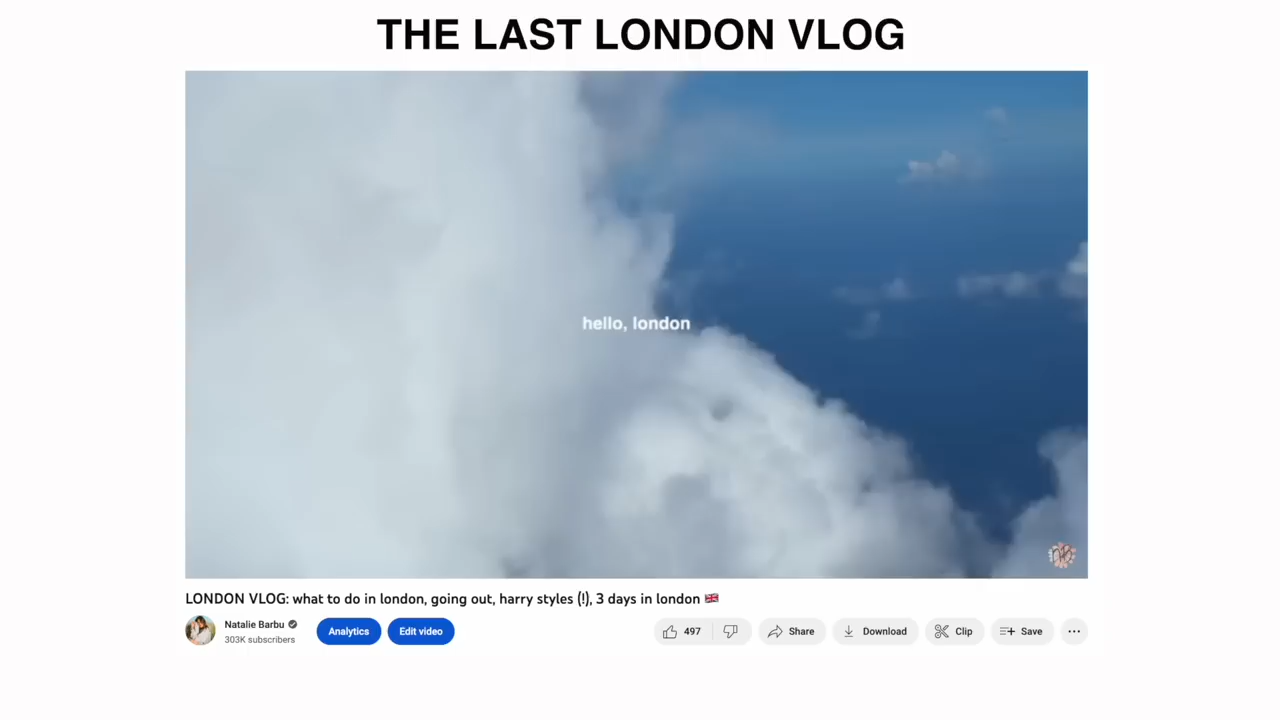 THE LAST LONDON VLOG
hello, london
LONDON VLOG: what to do in london, going out, harry styles (!), 3 days in london 🇬🇧
Natalie Barbu
303K subscribers
Analytics
Edit video
497
Share
Download
Clip
Save